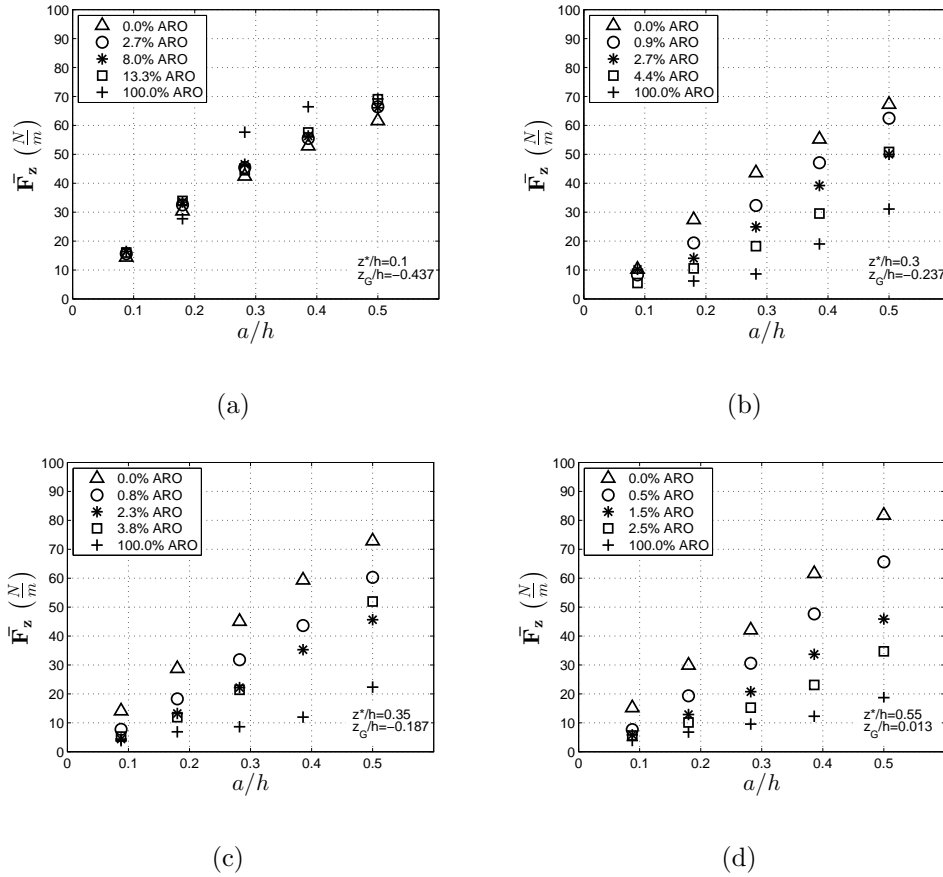 100
90
80
70
60
50
40
30
20
10
0
0 0.1 0.2 0.3 0.4 0.5
F̄z (N/m)
a/h
0.0% ARO
2.7% ARO
8.0% ARO
13.3% ARO
100.0% ARO
z*/h=0.1
z_G/h=−0.437
(a)
100
90
80
70
60
50
40
30
20
10
0
0 0.1 0.2 0.3 0.4 0.5
F̄z (N/m)
a/h
0.0% ARO
0.9% ARO
2.7% ARO
4.4% ARO
100.0% ARO
z*/h=0.3
z_G/h=−0.237
(b)
100
90
80
70
60
50
40
30
20
10
0
0 0.1 0.2 0.3 0.4 0.5
F̄z (N/m)
a/h
0.0% ARO
0.8% ARO
2.3% ARO
3.8% ARO
100.0% ARO
z*/h=0.35
z_G/h=−0.187
(c)
100
90
80
70
60
50
40
30
20
10
0
0 0.1 0.2 0.3 0.4 0.5
F̄z (N/m)
a/h
0.0% ARO
0.5% ARO
1.5% ARO
2.5% ARO
100.0% ARO
z*/h=0.55
z_G/h=0.013
(d)